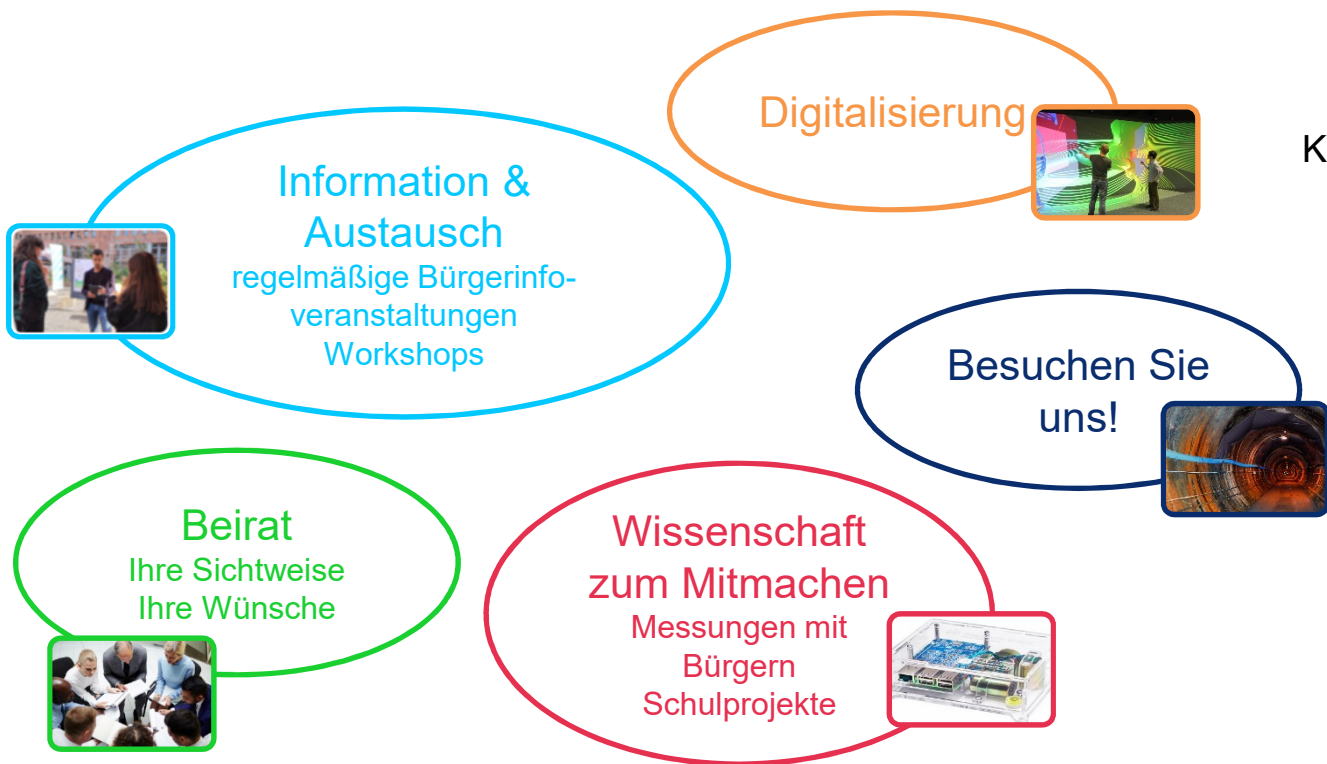 Digitalisierung
K
Information &
Austausch
regelmäßige Bürgerinfo-
veranstaltungen
Workshops
Besuchen Sie
uns!
Beirat
Ihre Sichtweise
Ihre Wünsche
Wissenschaft
zum Mitmachen
Messungen mit
Bürgern
Schulprojekte